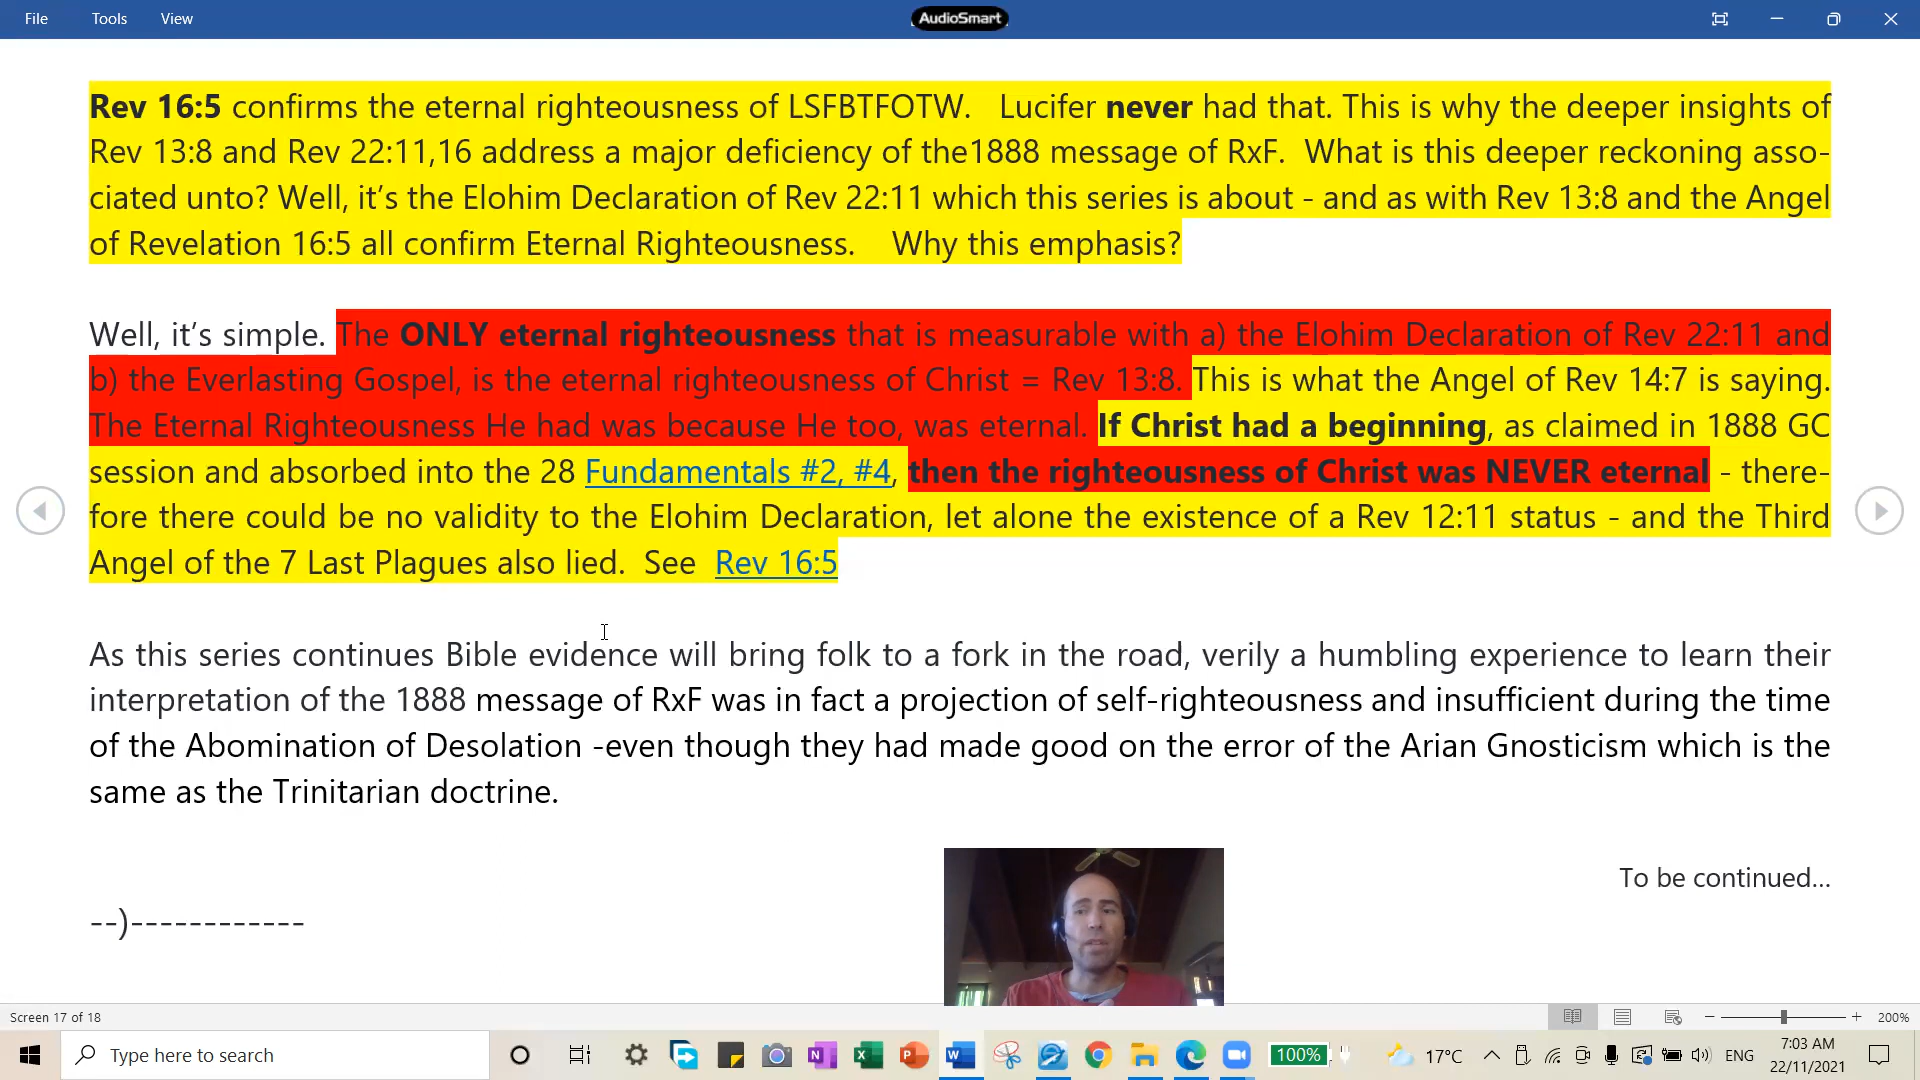 File Tools View AudioSmart
Rev 16:5 confirms the eternal righteousness of LSFBTFOTW. Lucifer never had that. This is why the deeper insights of
Rev 13:8 and Rev 22:11,16 address a major deficiency of the1888 message of RxF. What is this deeper reckoning asso-
ciated unto? Well, it's the Elohim Declaration of Rev 22:11 which this series is about - and as with Rev 13:8 and the Angel
of Revelation 16:5 all confirm Eternal Righteousness. Why this emphasis?
Well, it's simple. The ONLY eternal righteousness that is measurable with a) the Elohim Declaration of Rev 22:11 and
b) the Everlasting Gospel, is the eternal righteousness of Christ = Rev 13:8. This is what the Angel of Rev 14:7 is saying.
The Eternal Righteousness He had was because He too, was eternal. If Christ had a beginning, as claimed in 1888 GC
session and absorbed into the 28 Fundamentals #2, #4, then the righteousness of Christ was NEVER eternal - there-
fore there could be no validity to the Elohim Declaration, let alone the existence of a Rev 12:11 status - and the Third
Angel of the 7 Last Plagues also lied. See Rev 16:5
As this series continues Bible evidence will bring folk to a fork in the road, verily a humbling experience to learn their
interpretation of the 1888 message of RxF was in fact a projection of self-righteousness and insufficient during the time
of the Abomination of Desolation -even though they had made good on the error of the Arian Gnosticism which is the
same as the Trinitarian doctrine.
To be continued...
--)------------
Screen 17 of 18
200%
Type here to search
100%
17°C
ENG
7:03 AM
22/11/2021